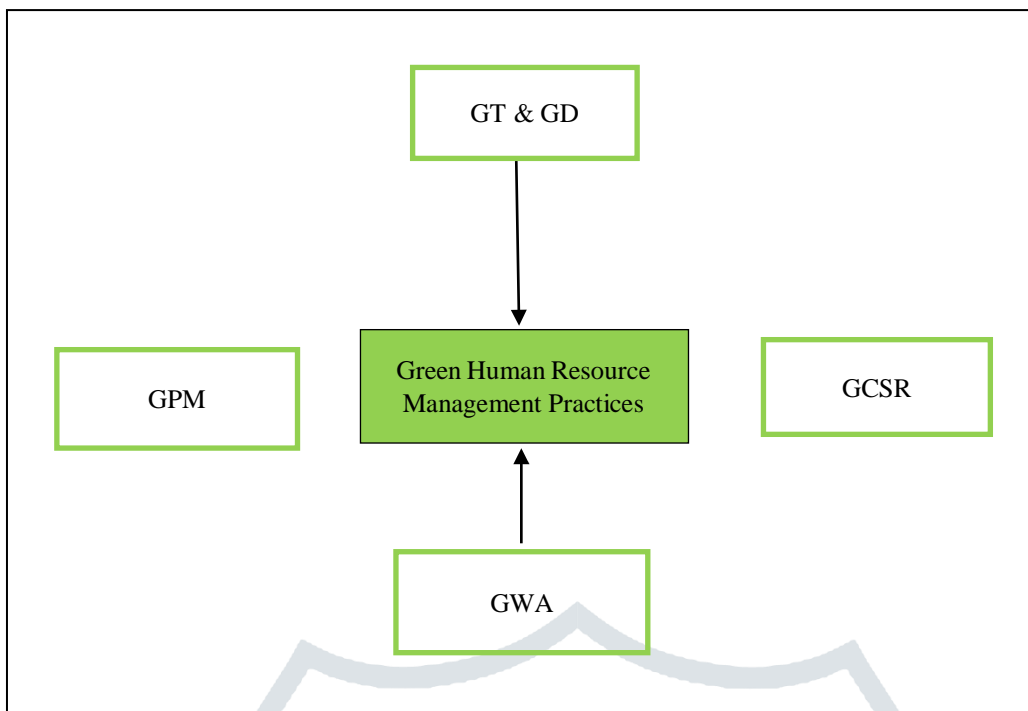 GT & GD
Green Human Resource
Management Practices
GPM
GCSR
GWA